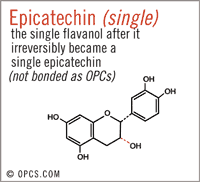 Epicatechin (single)
the single flavanol after it
irreversibly became a
single epicatechin
(not bonded as OPCs)
OH
OH
HO
O
OH
OH
© OPCS.COM